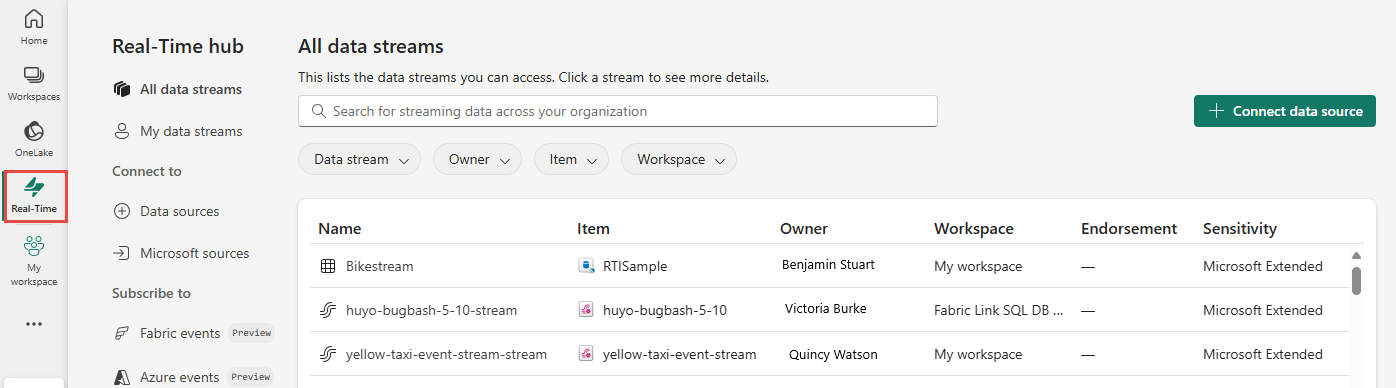 Home
Workspaces
OneLake
Real-Time
My
workspace
Real-Time hub
All data streams
My data streams
Connect to
Data sources
Microsoft sources
Subscribe to
Fabric events Preview
Azure events Preview
All data streams
This lists the data streams you can access. Click a stream to see more details.
Search for streaming data across your organization
Connect data source
Data stream Owner Item Workspace
Name Item Owner Workspace Endorsement Sensitivity
Bikestream RTISample Benjamin Stuart My workspace — Microsoft Extended
huyo-bugbash-5-10-stream huyo-bugbash-5-10 Victoria Burke Fabric Link SQL DB ... — Microsoft Extended
yellow-taxi-event-stream-stream yellow-taxi-event-stream Quincy Watson My workspace — Microsoft Extended